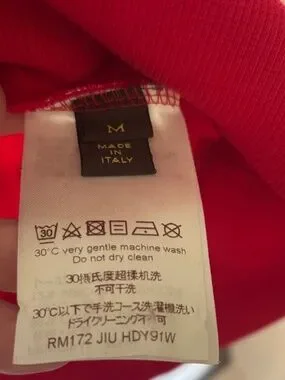 M
MADE
IN
ITALY
30
30°C very gentle machine wash
Do not dry clean
30摄氏度超揉机洗
不可干洗
30℃以下で手洗コース洗濯機洗い
ドライクリーニングオ 不可
RM172 JIU HDY91W